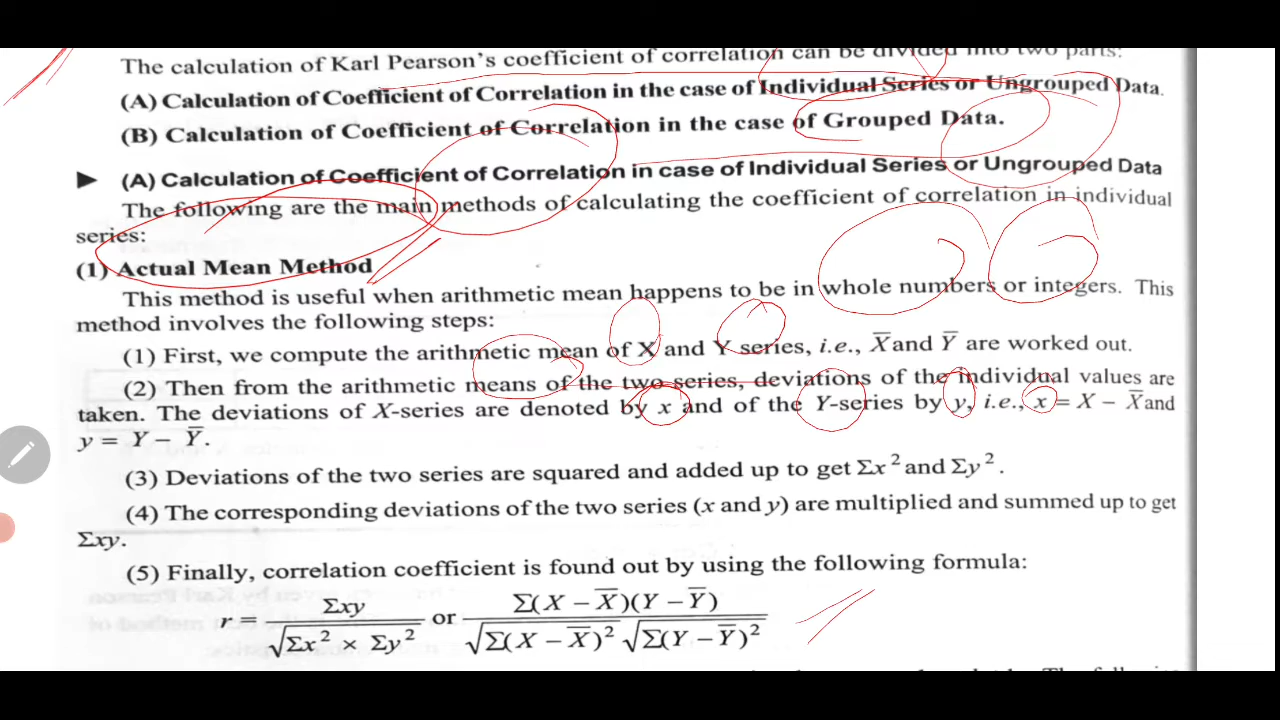 The calculation of Karl Pearson's coefficient of correlation can be divided into two parts:
(A) Calculation of Coefficient of Correlation in the case of Individual Series or Ungrouped Data.
(B) Calculation of Coefficient of Correlation in the case of Grouped Data.
▶ (A) Calculation of Coefficient of Correlation in case of Individual Series or Ungrouped Data
The following are the main methods of calculating the coefficient of correlation in individual
series:
(1) Actual Mean Method
This method is useful when arithmetic mean happens to be in whole numbers or integers. This
method involves the following steps:
(1) First, we compute the arithmetic mean of X and Y series, i.e., X̅ and Y̅ are worked out.
(2) Then from the arithmetic means of the two series, deviations of the individual values are
taken. The deviations of X-series are denoted by x and of the Y-series by y, i.e., x = X − X̅ and
y = Y − Y̅.
(3) Deviations of the two series are squared and added up to get Σx² and Σy².
(4) The corresponding deviations of the two series (x and y) are multiplied and summed up to get
Σxy.
(5) Finally, correlation coefficient is found out by using the following formula:
r = Σxy / √(Σx² × Σy²) or Σ(X − X̅)(Y − Y̅) / √Σ(X − X̅)² √Σ(Y − Y̅)²